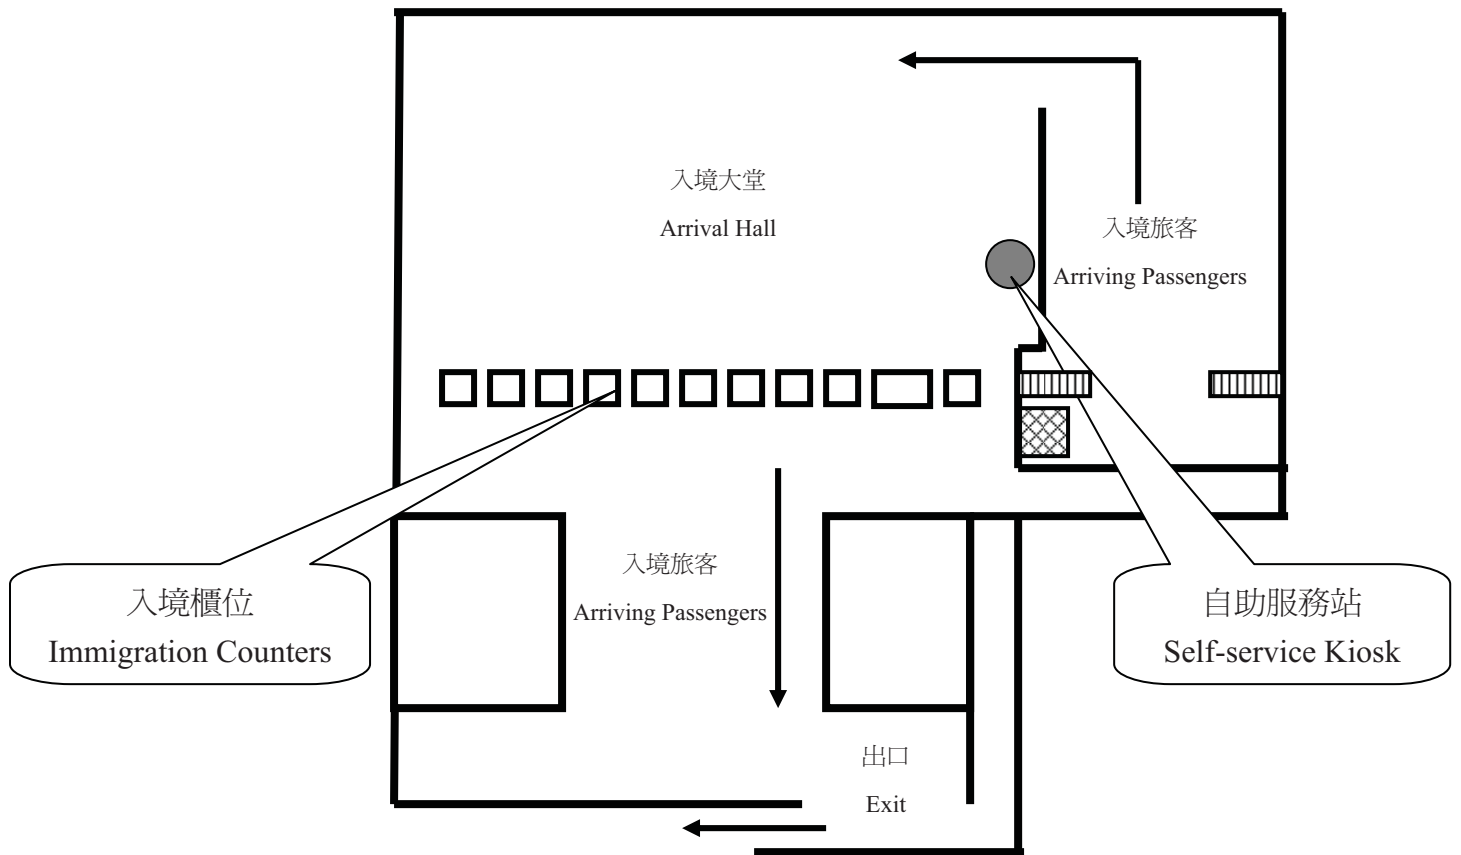 入境大堂
Arrival Hall
入境旅客
Arriving Passengers
入境旅客
Arriving Passengers
入境櫃位
Immigration Counters
自助服務站
Self-service Kiosk
出口
Exit